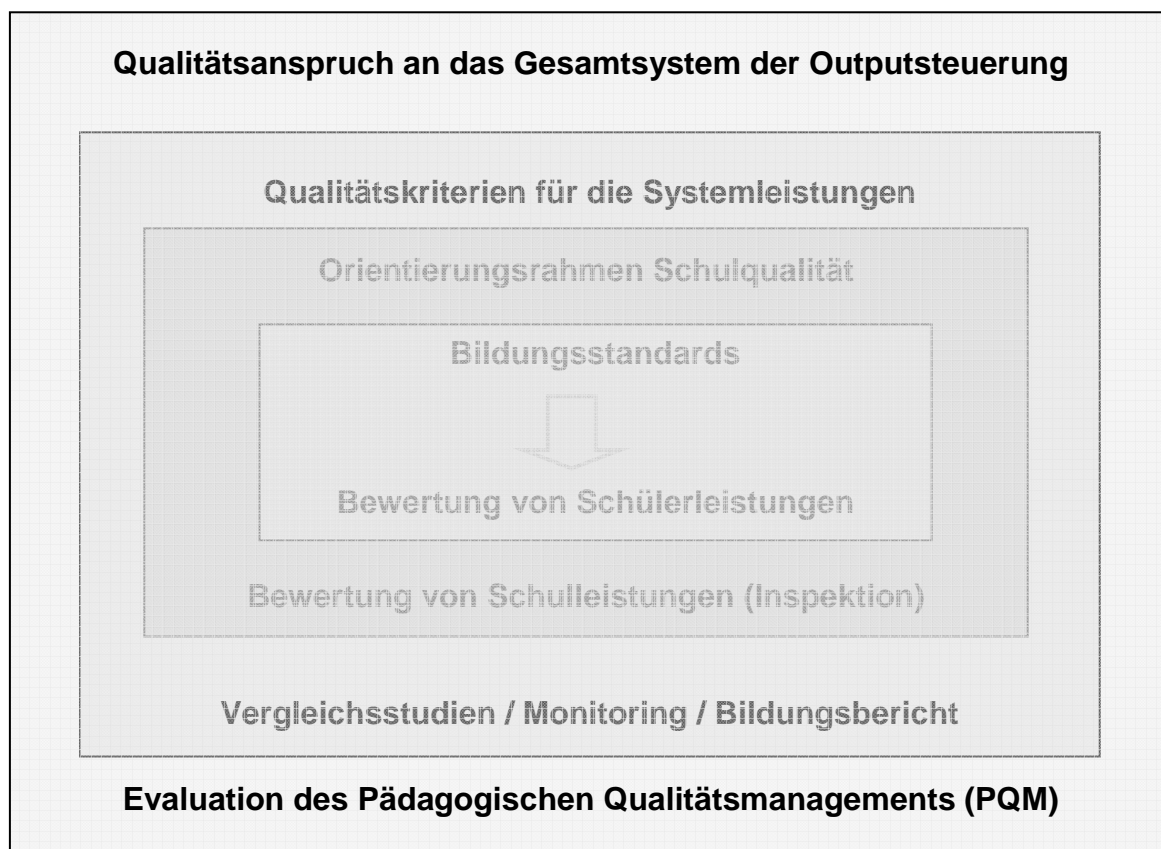 Qualitätsanspruch an das Gesamtsystem der Outputsteuerung
Qualitätskriterien für die Systemleistungen
Orientierungsrahmen Schulqualität
Bildungsstandards
Bewertung von Schülerleistungen
Bewertung von Schulleistungen (Inspektion)
Vergleichsstudien / Monitoring / Bildungsbericht
Evaluation des Pädagogischen Qualitätsmanagements (PQM)